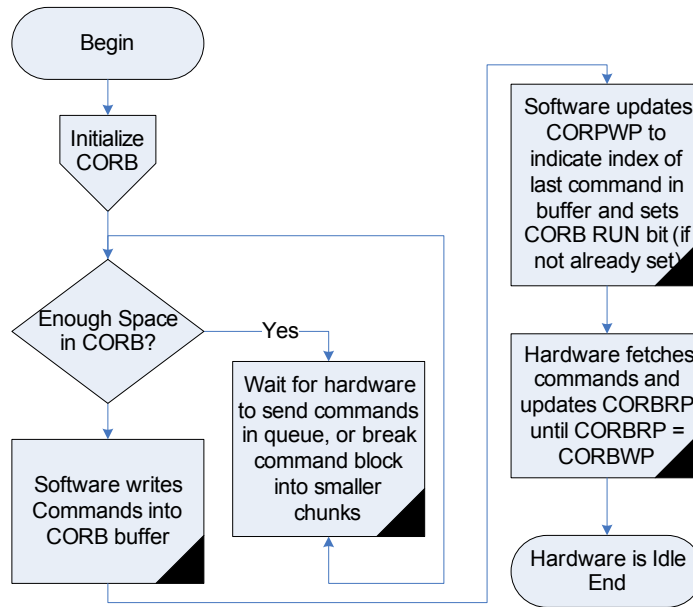 Begin
Initialize
CORB
Enough Space
in CORB?
Yes
Wait for hardware
to send commands
in queue, or break
command block
into smaller
chunks
Software writes
Commands into
CORB buffer
Software updates
CORPWP to
indicate index of
last command in
buffer and sets
CORB RUN bit (if
not already set)
Hardware fetches
commands and
updates CORBRP
until CORBRP =
CORBWP
Hardware is Idle
End